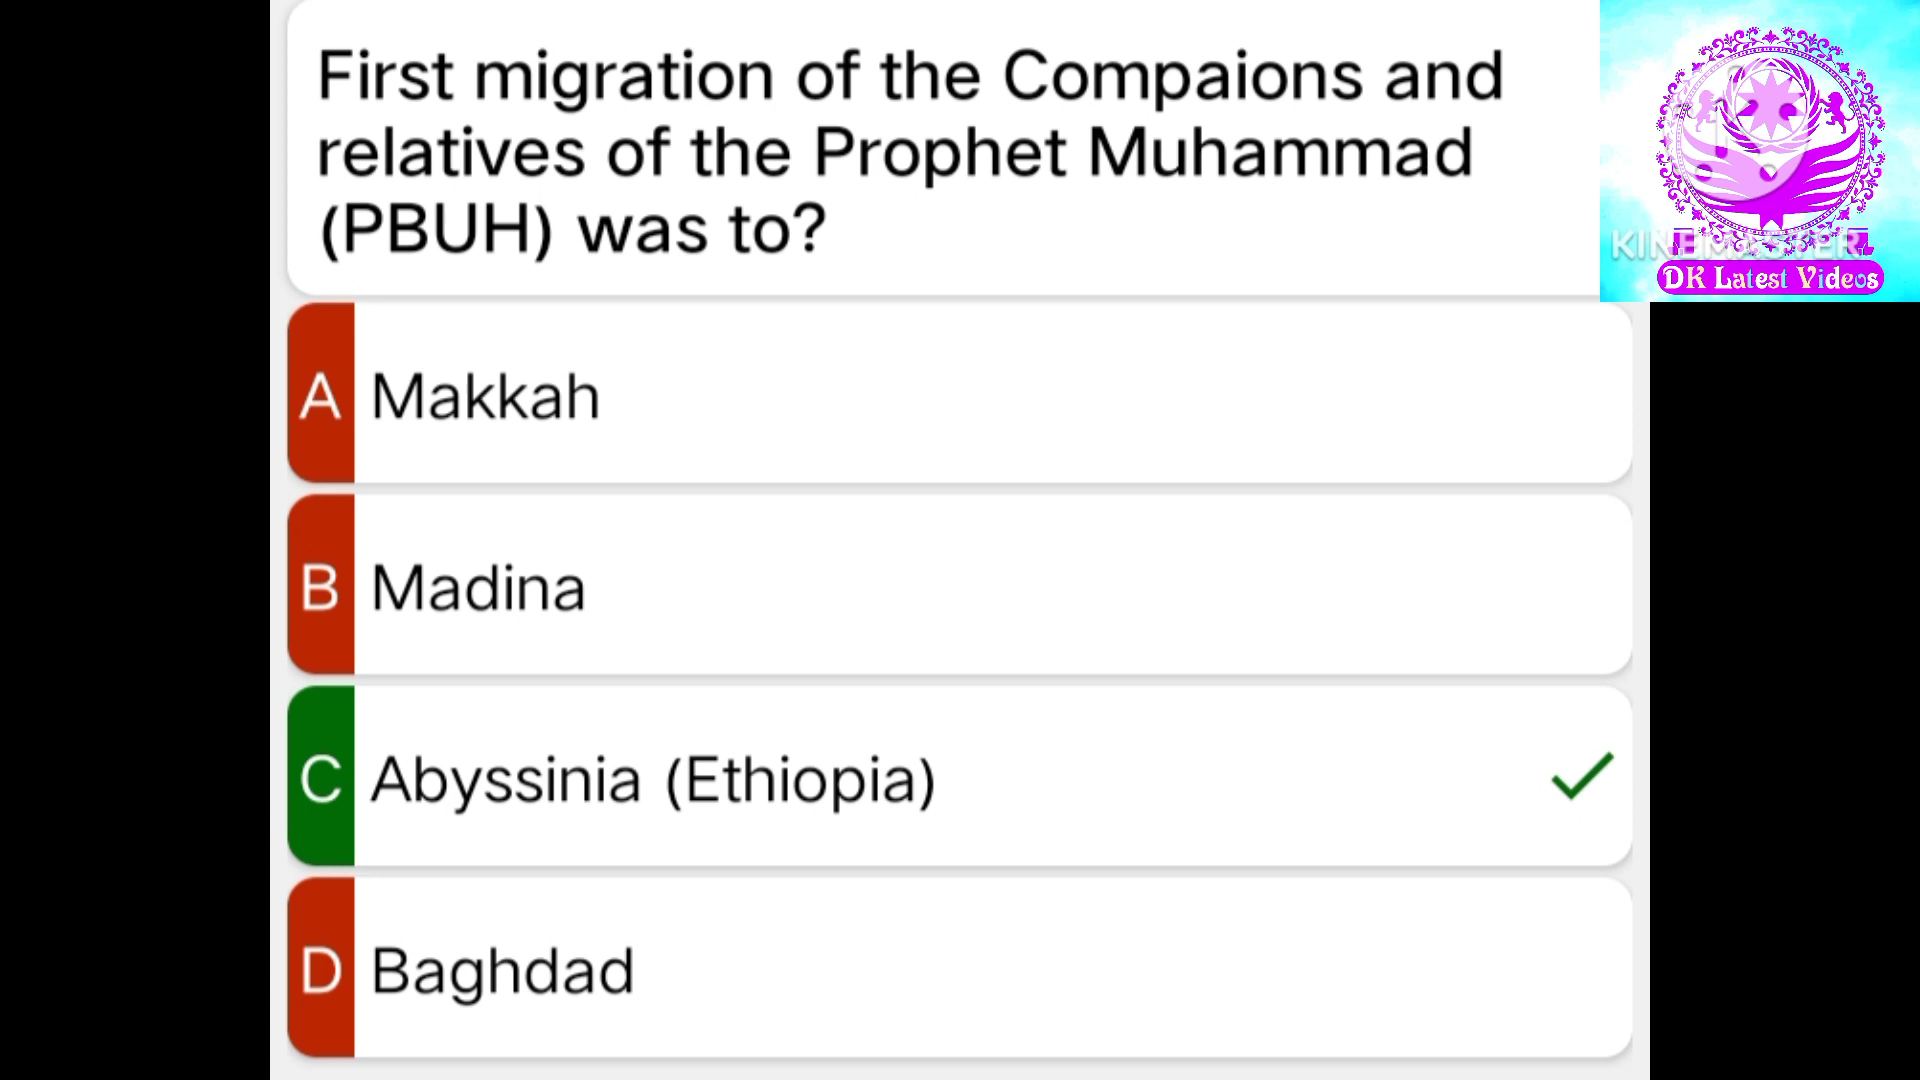 First migration of the Compaions and
relatives of the Prophet Muhammad
(PBUH) was to?
KINEMASTER
DK Latest Videos
A Makkah
B Madina
C Abyssinia (Ethiopia)
D Baghdad